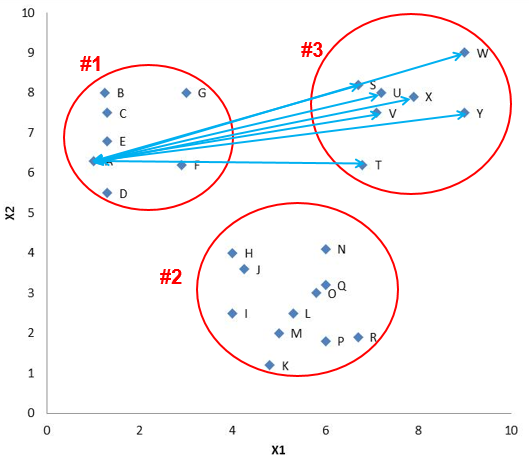 10
9
8
7
6
5
4
3
2
1
0
X2
#1
#3
#2
W
S
B
G
U
X
C
V
Y
E
F
T
D
H
N
J
Q
O
I
L
M
P
R
K
0 2 4 6 8 10
X1